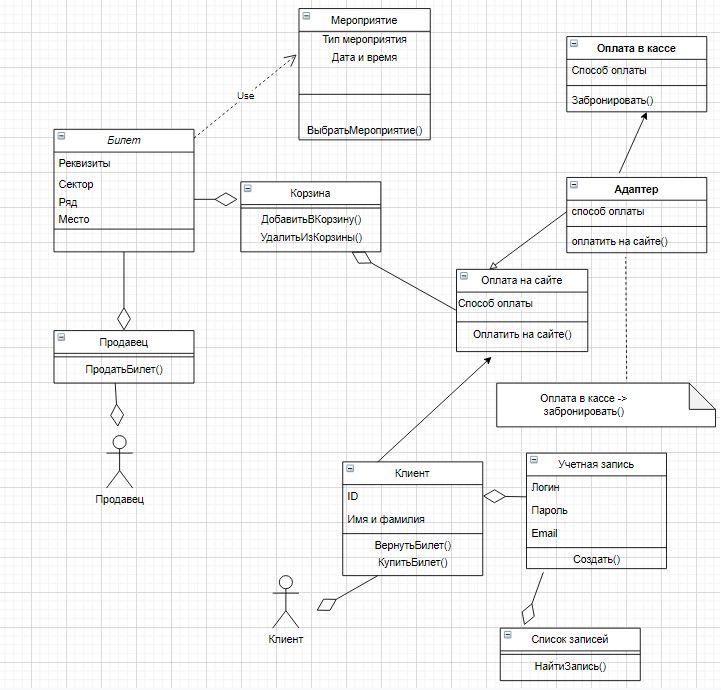 Мероприятие
Тип мероприятия
Дата и время
ВыбратьМероприятие()
Оплата в кассе
Способ оплаты
Забронировать()
Use
Билет
Реквизиты
Сектор
Ряд
Место
Корзина
ДобавитьВКорзину()
УдалитьИзКорзины()
Адаптер
способ оплаты
оплатить на сайте()
Оплата на сайте
Способ оплаты
Оплатить на сайте()
Продавец
ПродатьБилет()
Оплата в кассе ->
забронировать()
Продавец
Клиент
ID
Имя и фамилия
ВернутьБилет()
КупитьБилет()
Учетная запись
Логин
Пароль
Email
Создать()
Клиент
Список записей
НайтиЗапись()